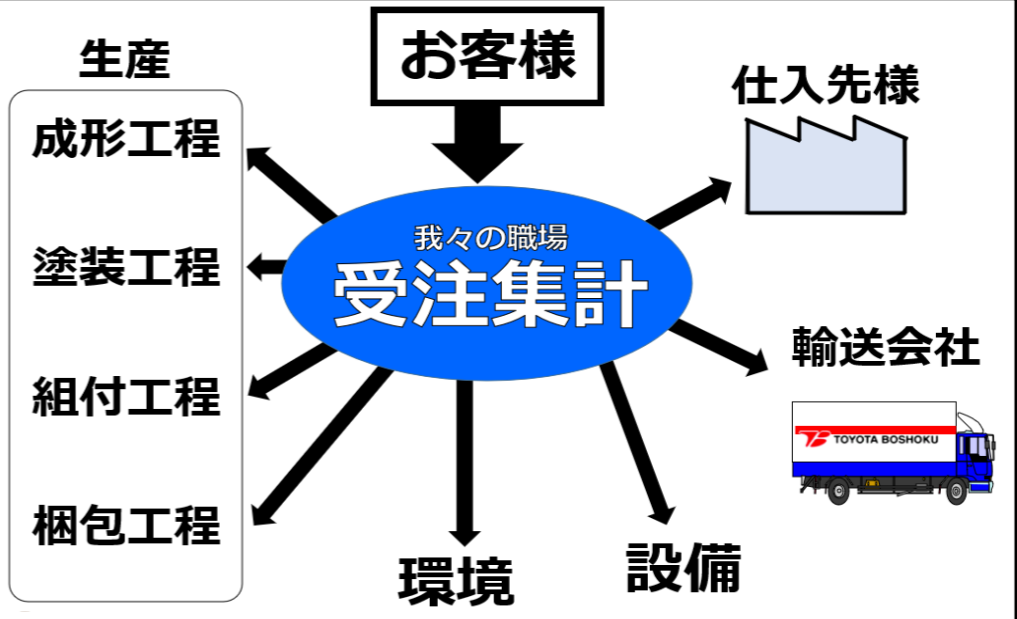 お客様
生産
成形工程
塗装工程
組付工程
梱包工程
我々の職場
受注集計
仕入先様
輸送会社
TOYOTA BOSHOKU
環境
設備